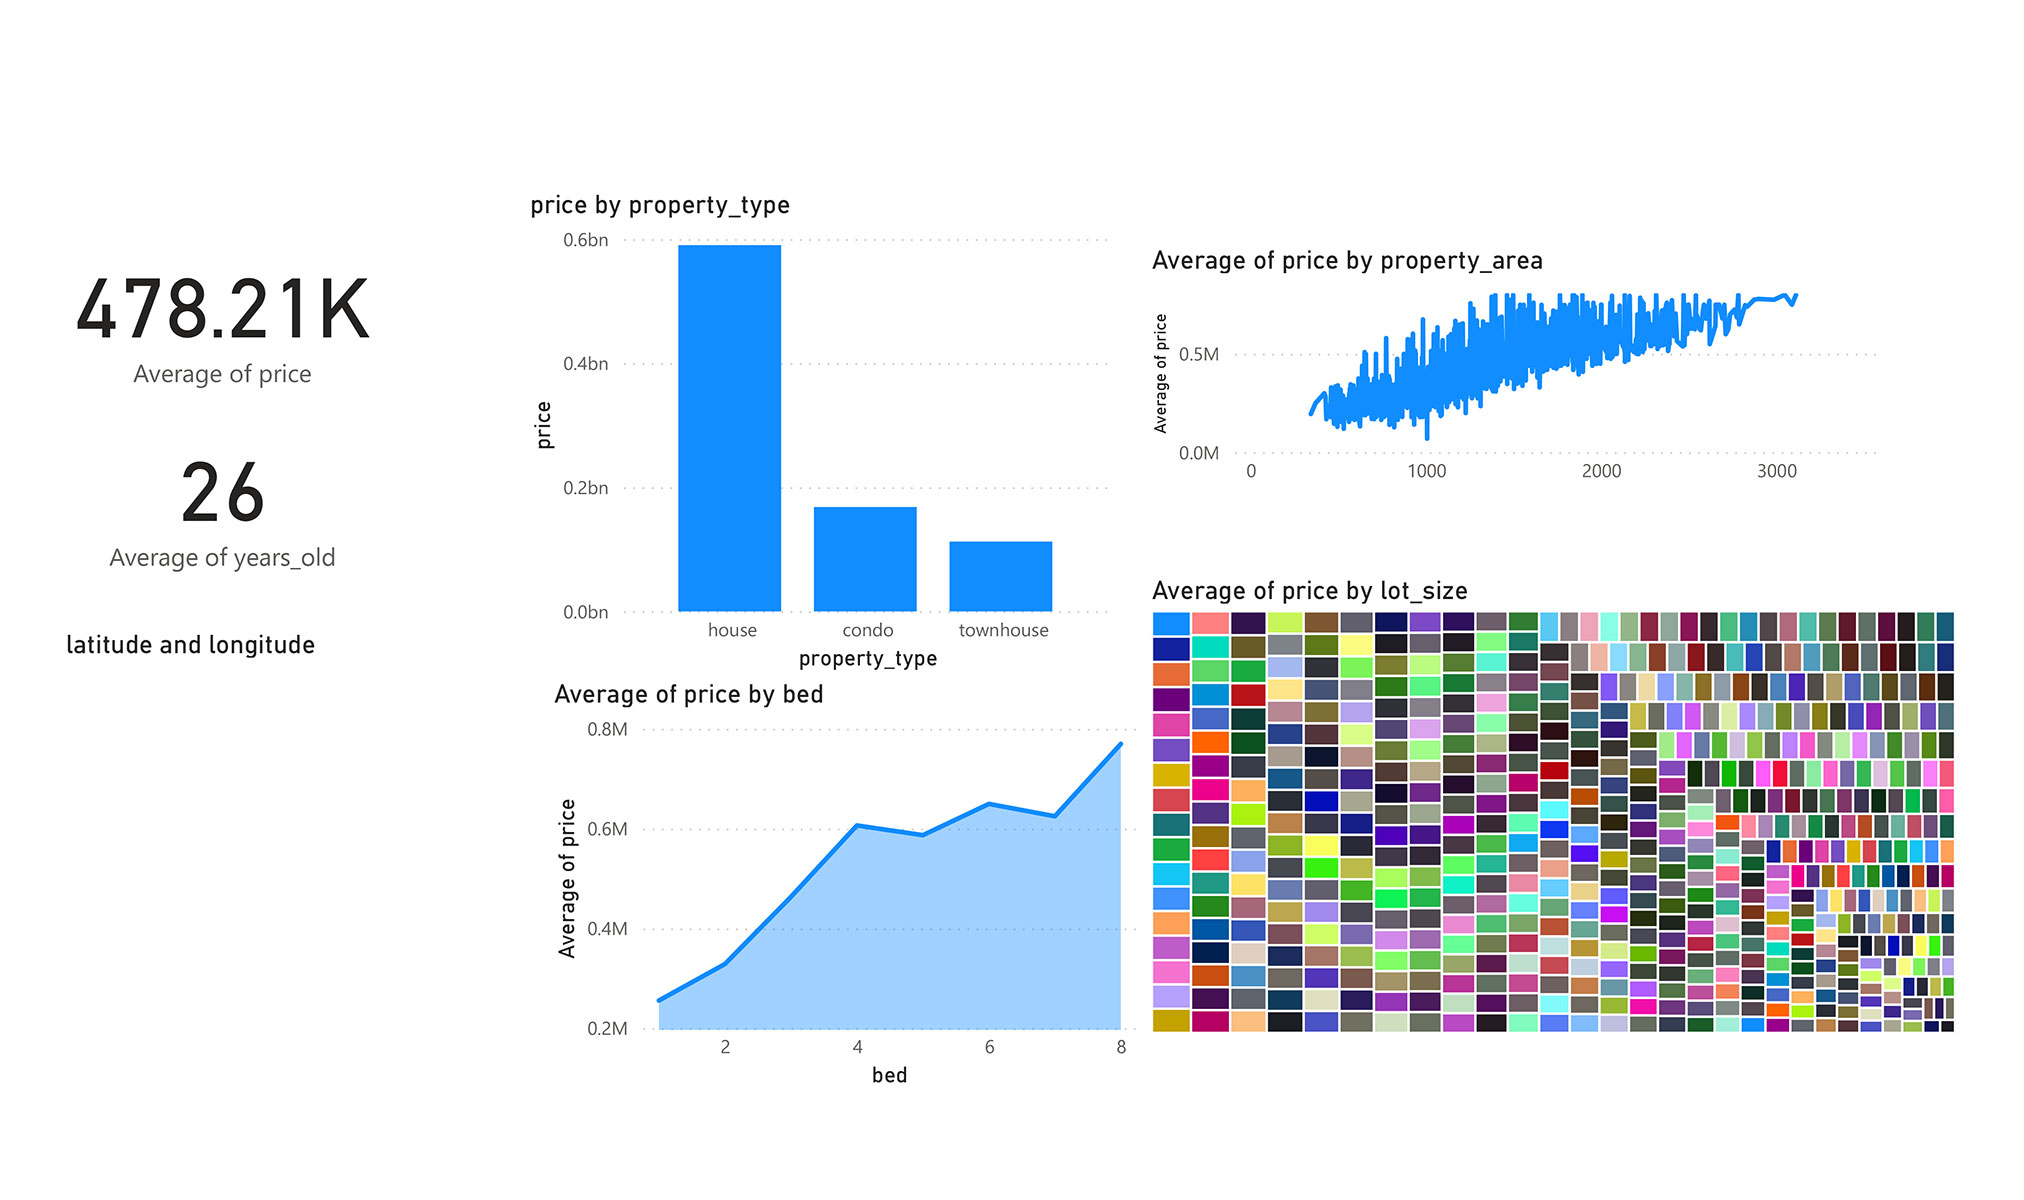 478.21K
Average of price
26
Average of years_old
latitude and longitude
price by property_type
0.6bn
0.4bn
0.2bn
0.0bn
price
house condo townhouse
property_type
Average of price by bed
0.8M
0.6M
0.4M
0.2M
Average of price
2 4 6 8
bed
Average of price by property_area
0.5M
0.0M
Average of price
0 1000 2000 3000
Average of price by lot_size